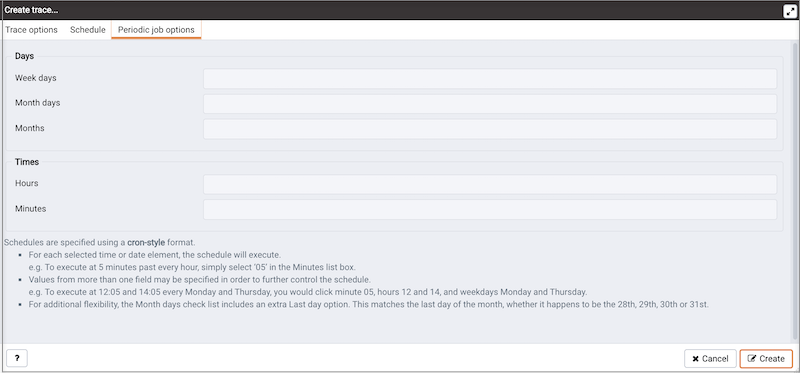 Create trace...
Trace options Schedule Periodic job options
Days
Week days
Month days
Months
Times
Hours
Minutes
Schedules are specified using a cron-style format.
For each selected time or date element, the schedule will execute.
e.g. To execute at 5 minutes past every hour, simply select '05' in the Minutes list box.
Values from more than one field may be specified in order to further control the schedule.
e.g. To execute at 12:05 and 14:05 every Monday and Thursday, you would click minute 05, hours 12 and 14, and weekdays Monday and Thursday.
For additional flexibility, the Month days check list includes an extra Last day option. This matches the last day of the month, whether it happens to be the 28th, 29th, 30th or 31st.
? Cancel Create